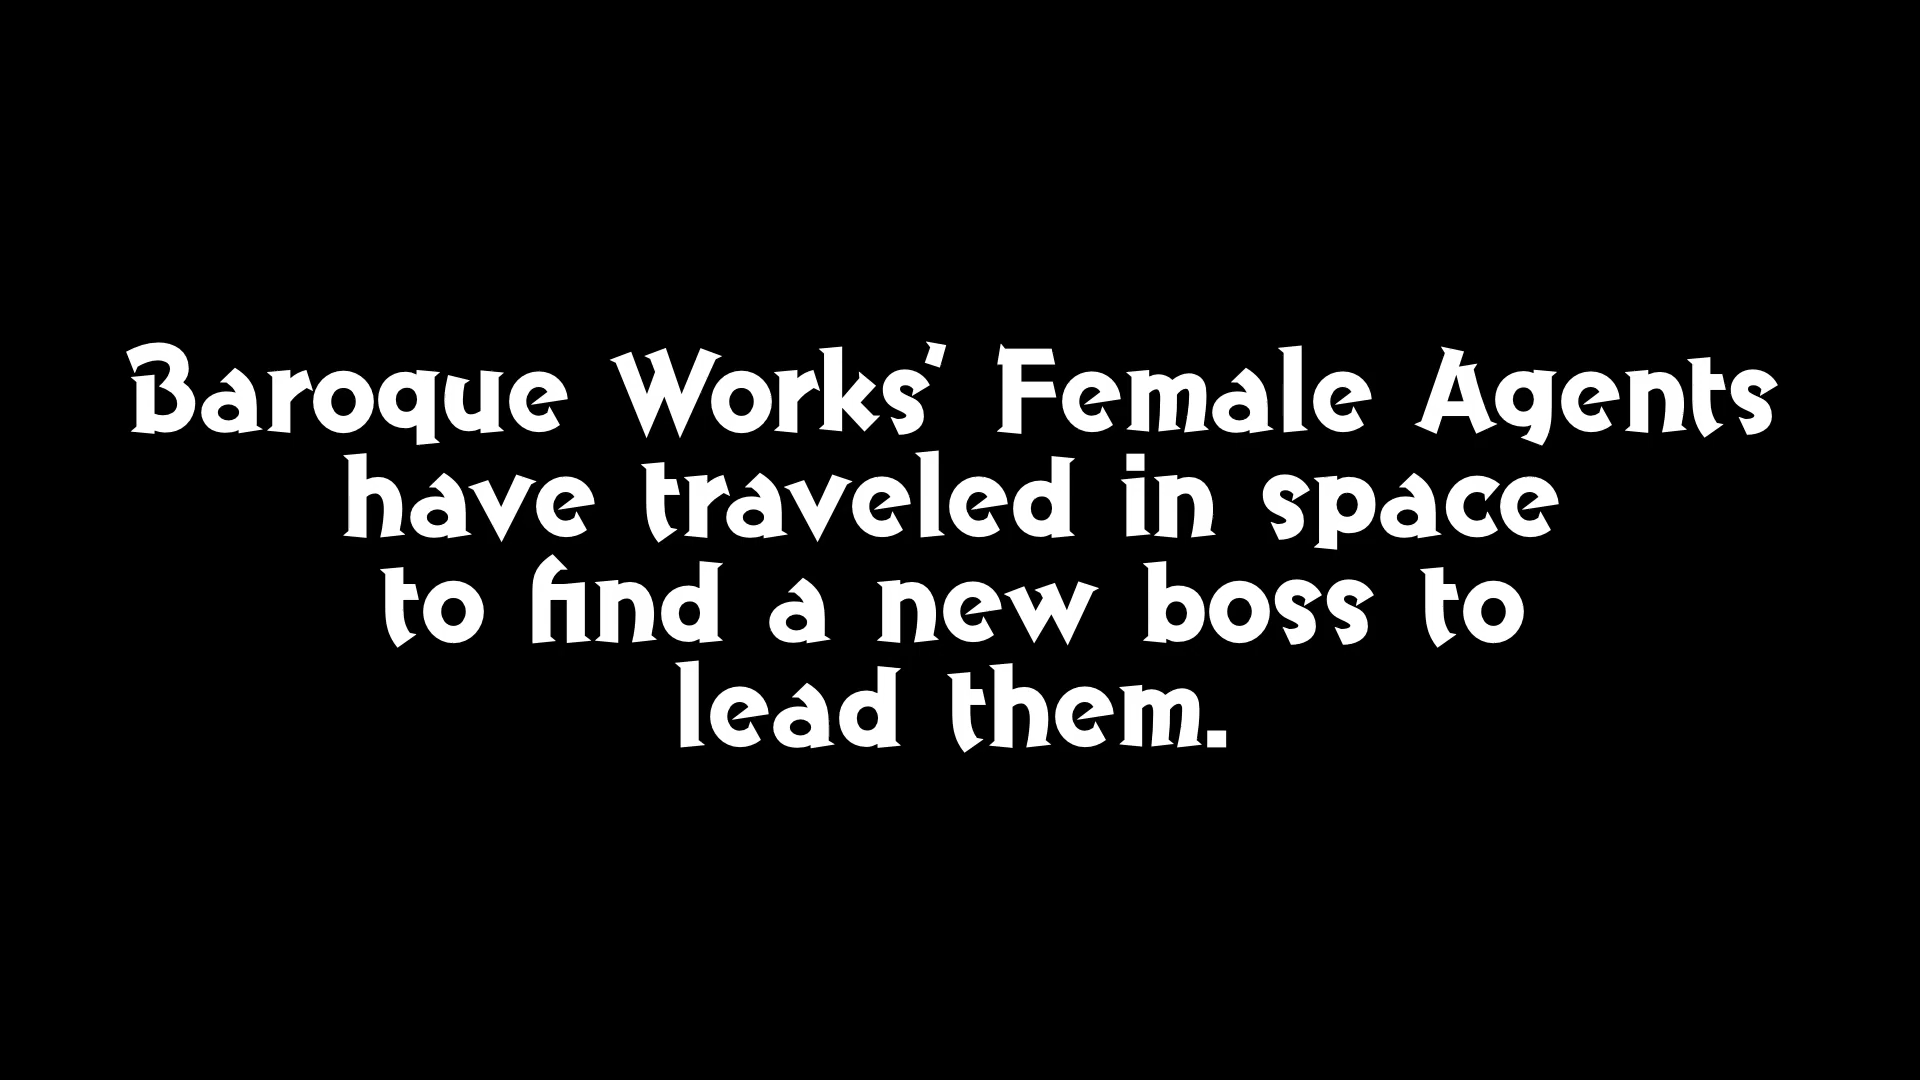 Baroque Works' Female Agents
have traveled in space
to find a new boss to
lead them.